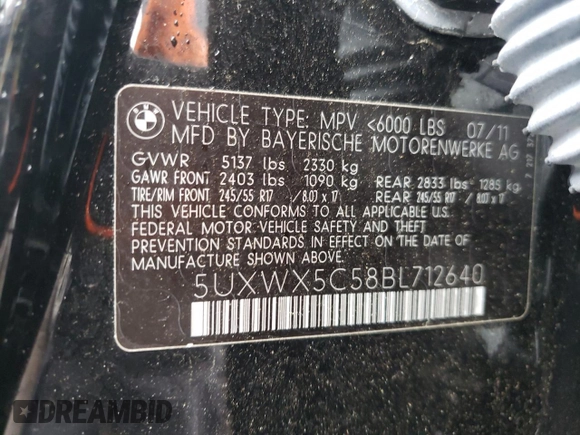 BMW
VEHICLE TYPE: MPV <6000 LBS 07/11
MFD BY BAYERISCHE MOTORENWERKE AG
GVWR 5137 lbs 2330 kg
GAWR FRONT 2403 lbs 1090 kg REAR 2833 lbs 1285 kg
TIRE/RIM FRONT 245/55 R17 / 8.0J x 17 REAR 245/55 R17 / 8.0J x 17
THIS VEHICLE CONFORMS TO ALL APPLICABLE U.S.
FEDERAL MOTOR VEHICLE SAFETY AND THEFT
PREVENTION STANDARDS IN EFFECT ON THE DATE
OF MANUFACTURE SHOWN ABOVE
5UXWX5C58BL712640
DREAMBID